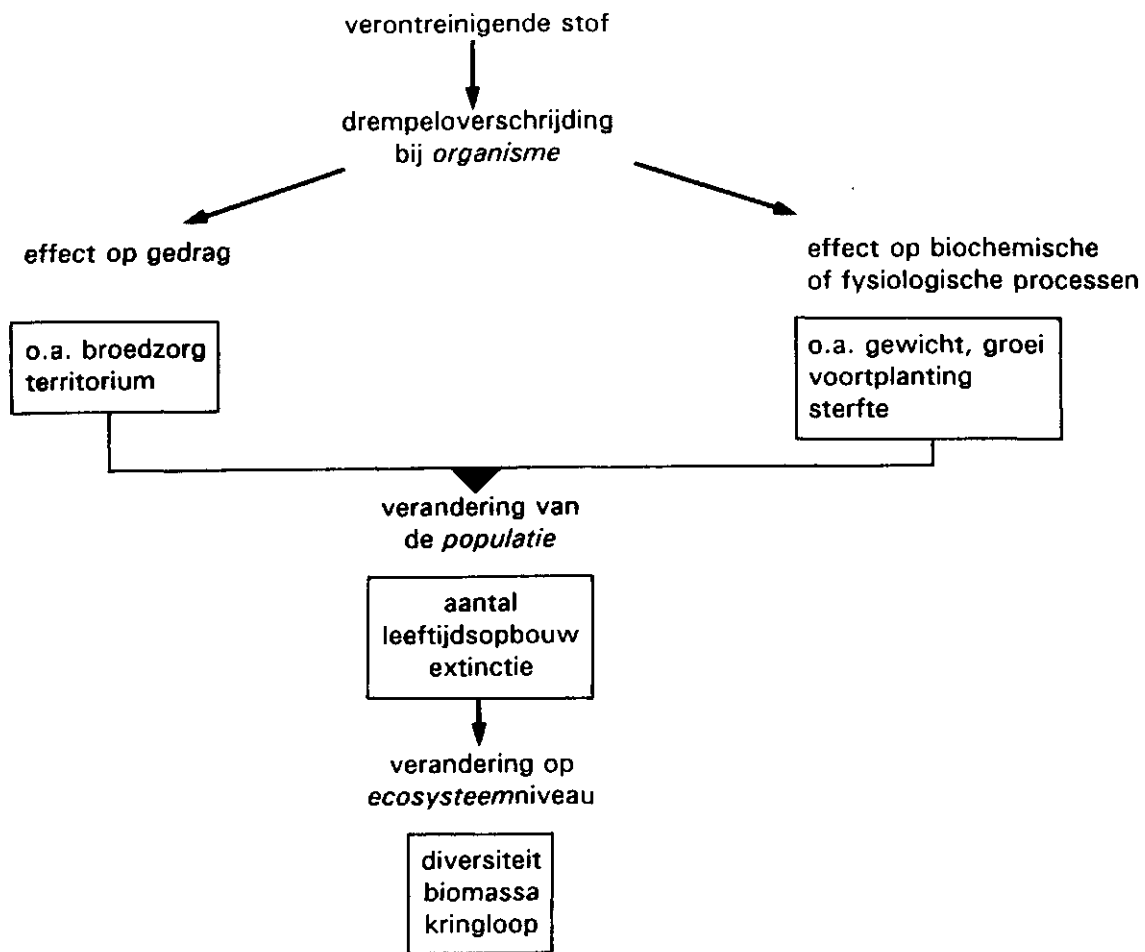 verontreinigende stof
drempeloverschrijding
bij organisme
effect op gedrag
effect op biochemische
of fysiologische processen
o.a. broedzorg
territorium
o.a. gewicht, groei
voortplanting
sterfte
verandering van
de populatie
aantal
leeftijdsopbouw
extinctie
verandering op
ecosysteemniveau
diversiteit
biomassa
kringloop